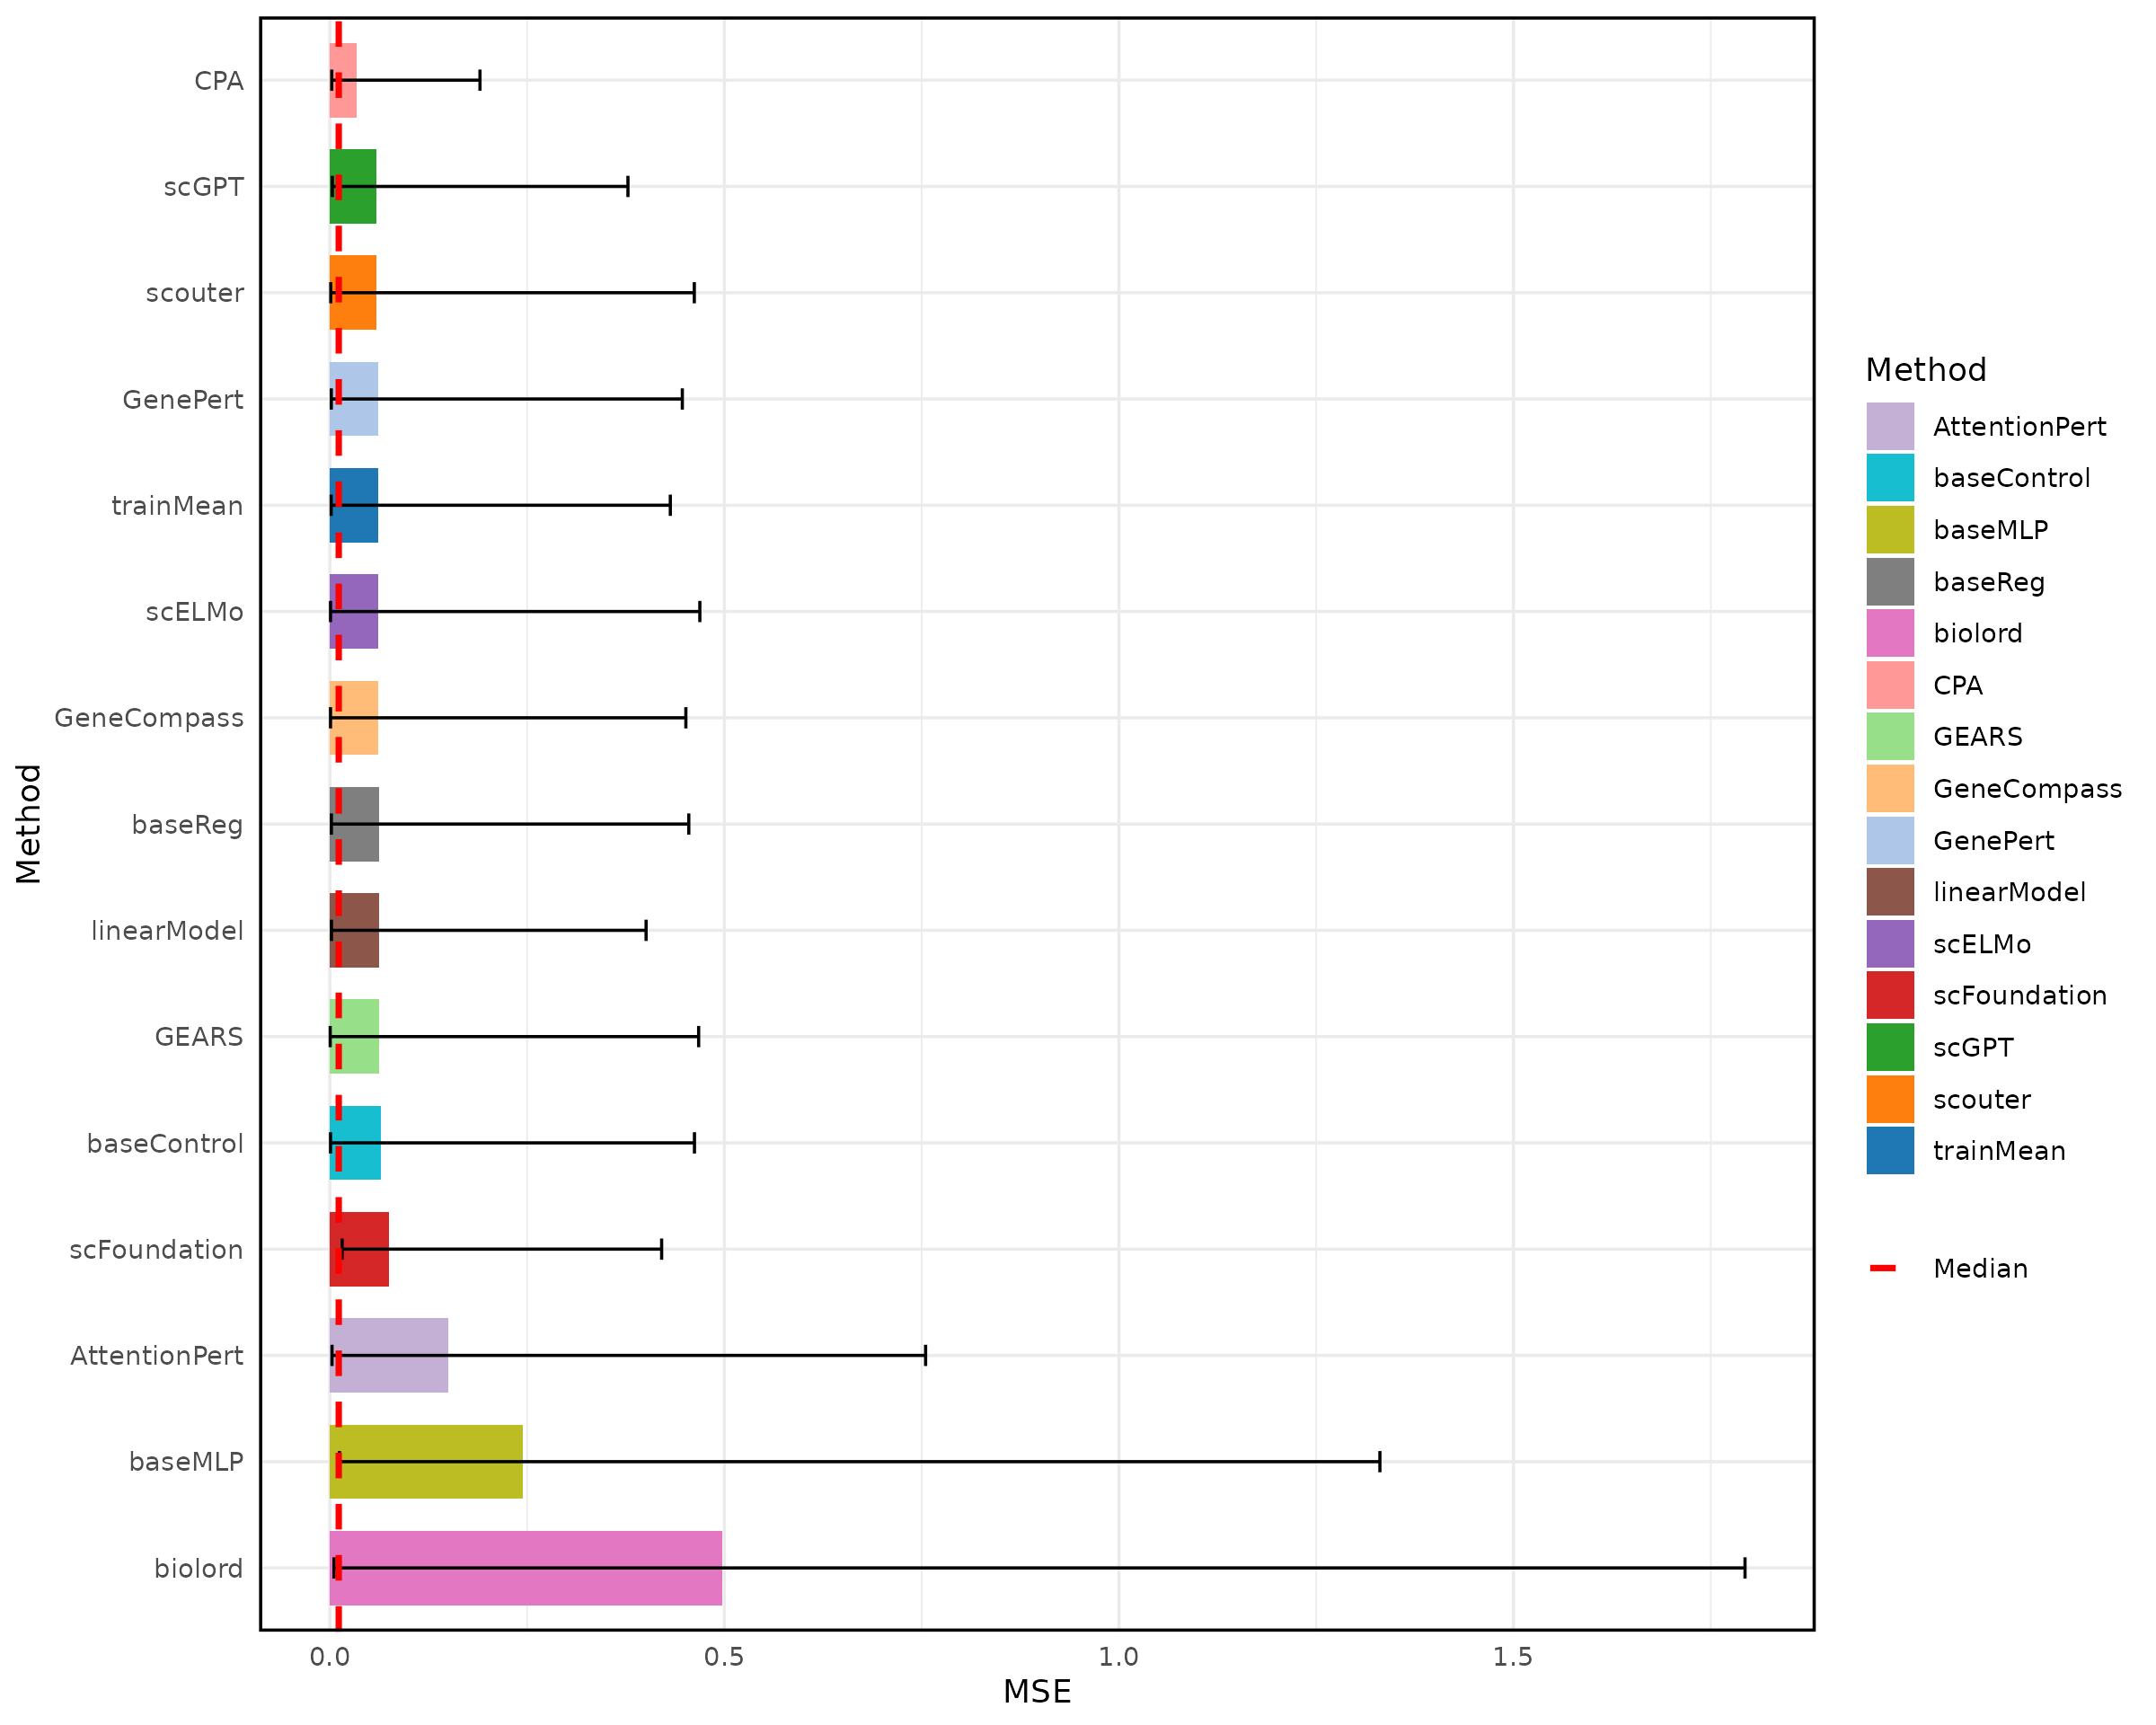 Method
CPA
scGPT
scouter
GenePert
trainMean
scELMo
GeneCompass
baseReg
linearModel
GEARS
baseControl
scFoundation
AttentionPert
baseMLP
biolord
0.0 0.5 1.0 1.5
MSE
Method
AttentionPert
baseControl
baseMLP
baseReg
biolord
CPA
GEARS
GeneCompass
GenePert
linearModel
scELMo
scFoundation
scGPT
scouter
trainMean
Median